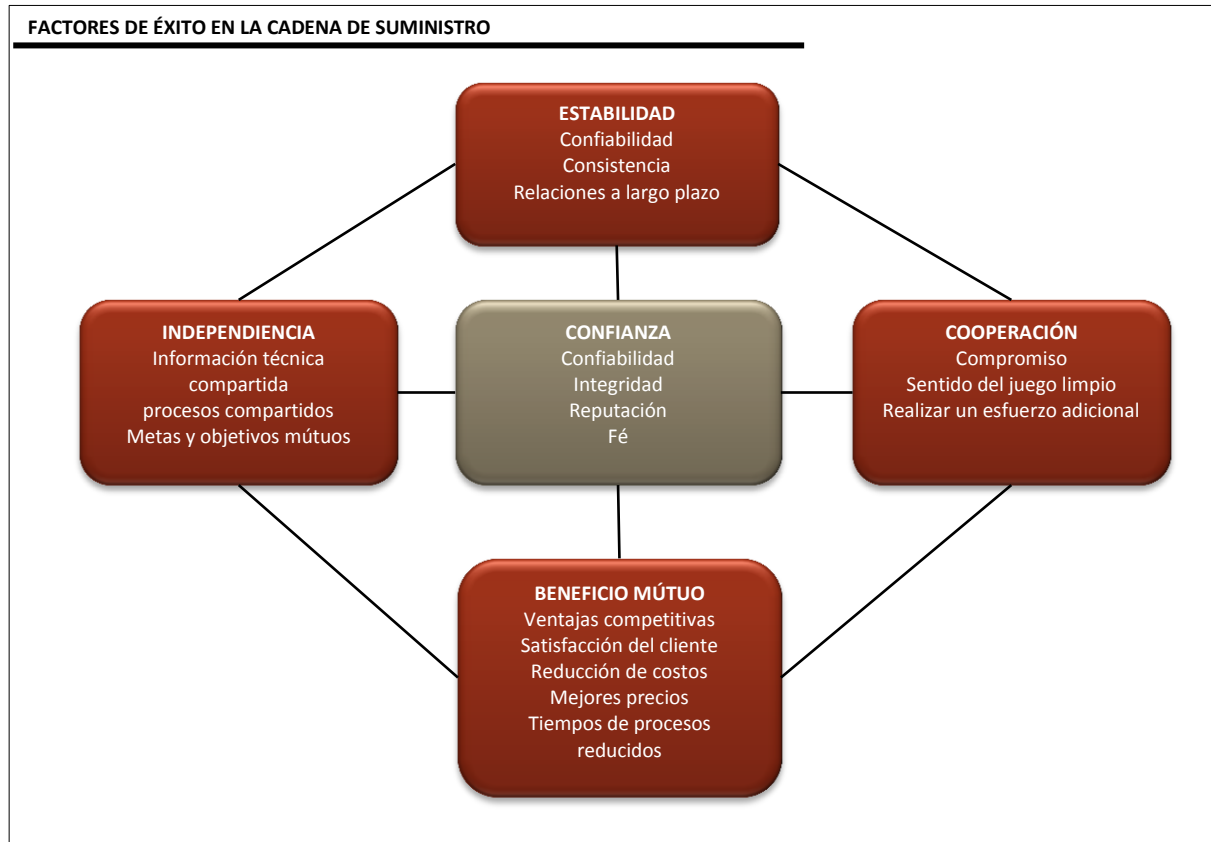 FACTORES DE ÉXITO EN LA CADENA DE SUMINISTRO
ESTABILIDAD
Confiabilidad
Consistencia
Relaciones a largo plazo
INDEPENDIENCIA
Información técnica
compartida
procesos compartidos
Metas y objetivos mútuos
CONFIANZA
Confiabilidad
Integridad
Reputación
Fé
COOPERACIÓN
Compromiso
Sentido del juego limpio
Realizar un esfuerzo adicional
BENEFICIO MÚTUO
Ventajas competitivas
Satisfacción del cliente
Reducción de costos
Mejores precios
Tiempos de procesos
reducidos